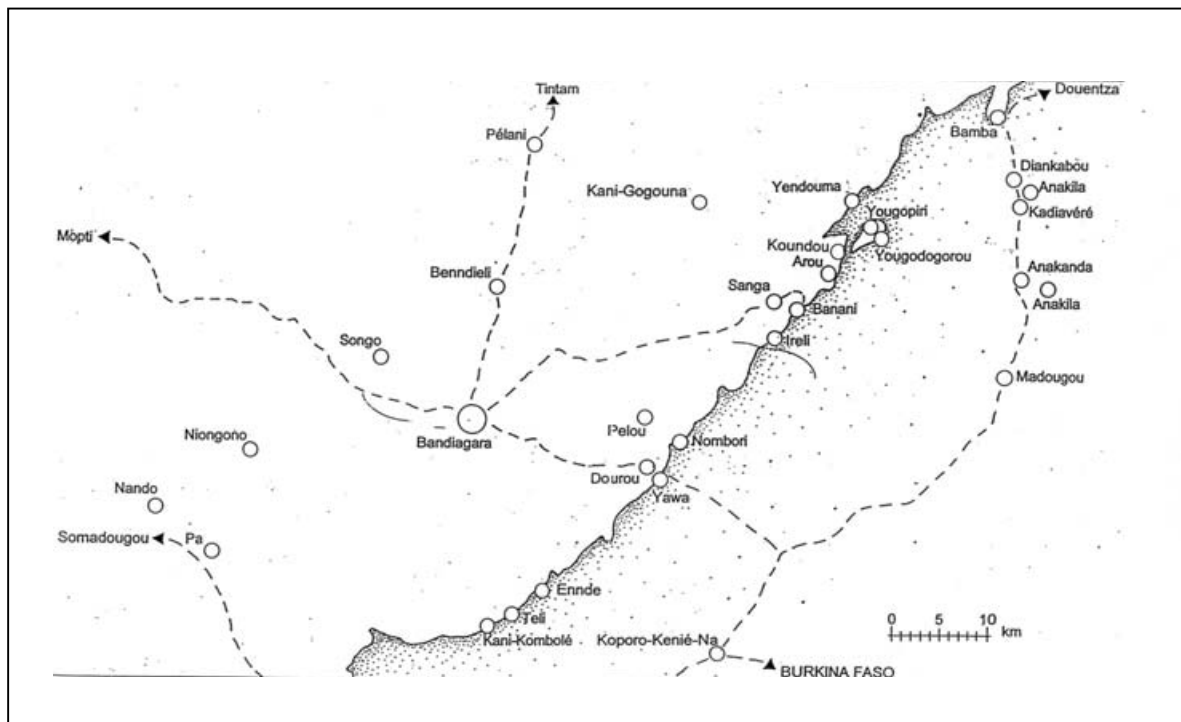 Tintam
Douentza
Pélani
Bamba
Diankabou
Kani-Gogouna
Yendouma
Anakila
Kadiavéré
Yougopiri
Mopti
Koundou
Yougodogorou
Arou
Benndieli
Anakanda
Sanga
Anakila
Banani
Songo
Ireli
Madougou
Pelou
Bandiagara
Niongono
Nombori
Dourou
Yawa
Nando
Somadougou
Pa
Ennde
Teli
0 10
km
Kani-Kombolé
Koporo-Kenié-Na
BURKINA FASO